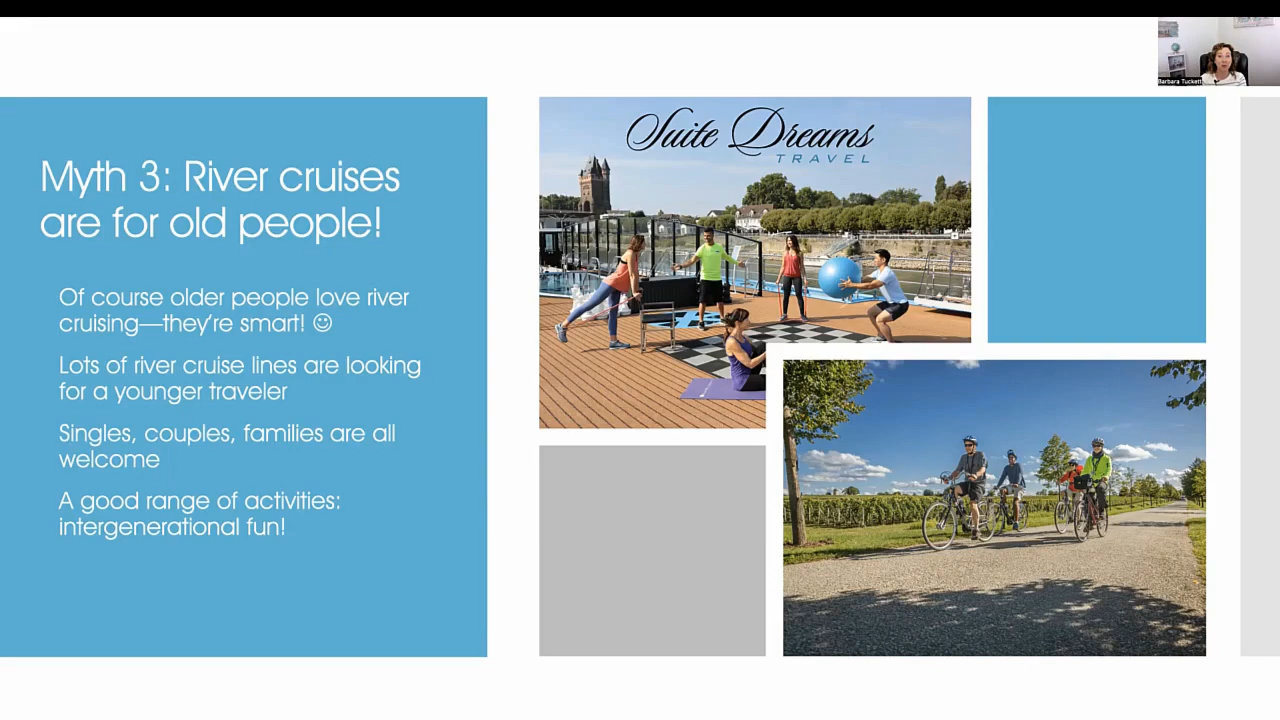 Barbara Tuckett
Suite Dreams
TRAVEL
Myth 3: River cruises
are for old people!
Of course older people love river
cruising—they're smart! ☺
Lots of river cruise lines are looking
for a younger traveler
Singles, couples, families are all
welcome
A good range of activities:
intergenerational fun!